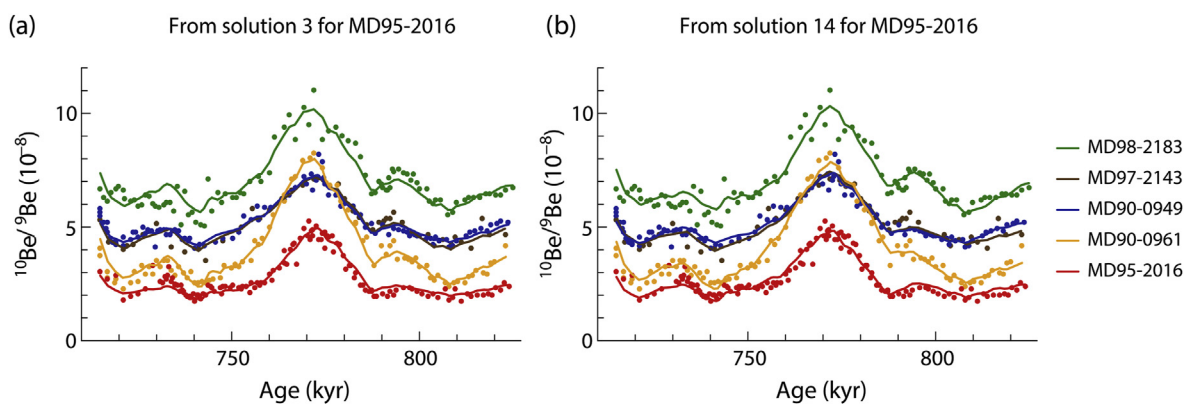 (a) From solution 3 for MD95-2016
10Be/9Be (10-8)
10
5
0
750
800
Age (kyr)
(b) From solution 14 for MD95-2016
10Be/9Be (10-8)
10
5
0
750
800
Age (kyr)
MD98-2183
MD97-2143
MD90-0949
MD90-0961
MD95-2016